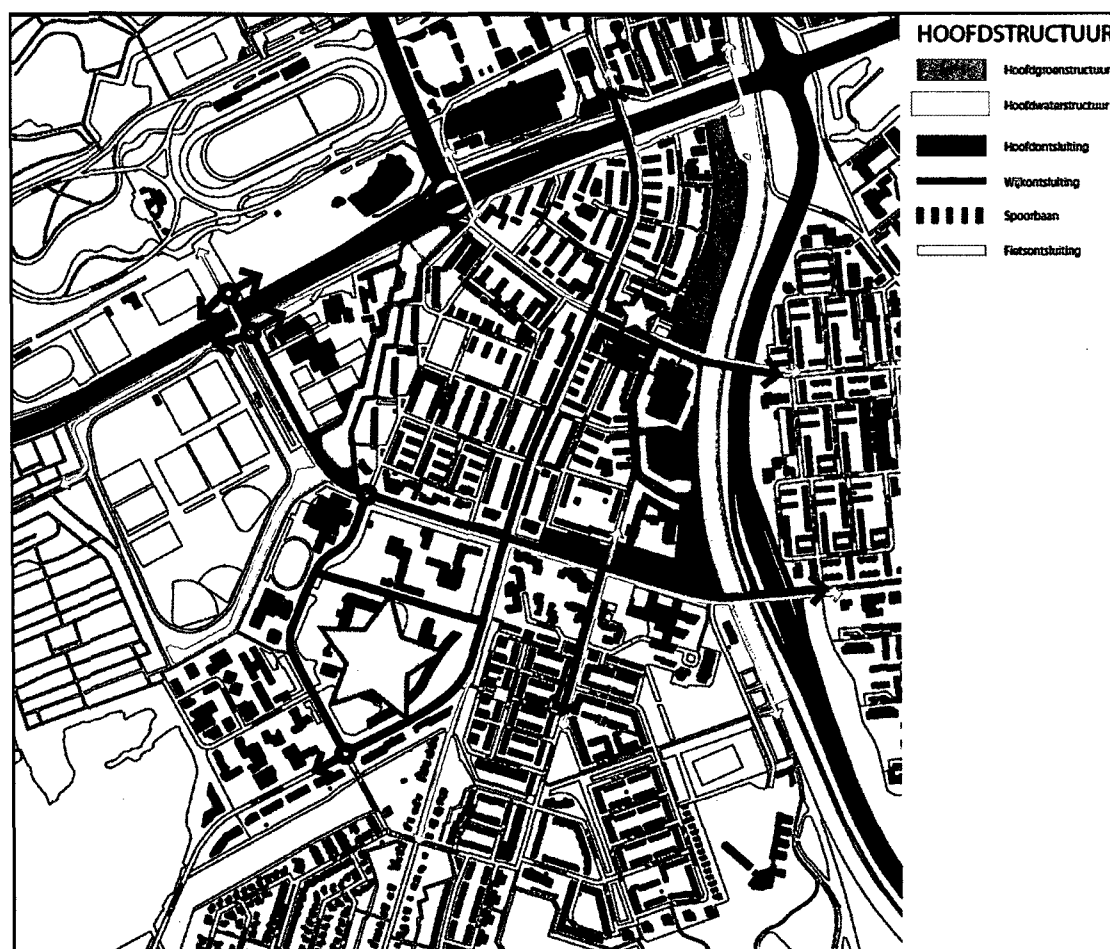 HOOFDSTRUCTUUR
Hoofdgroenstructuur
Hoofdwaterstructuur
Hoofdontsluiting
Wijkontsluiting
Spoorbaan
Fietsontsluiting